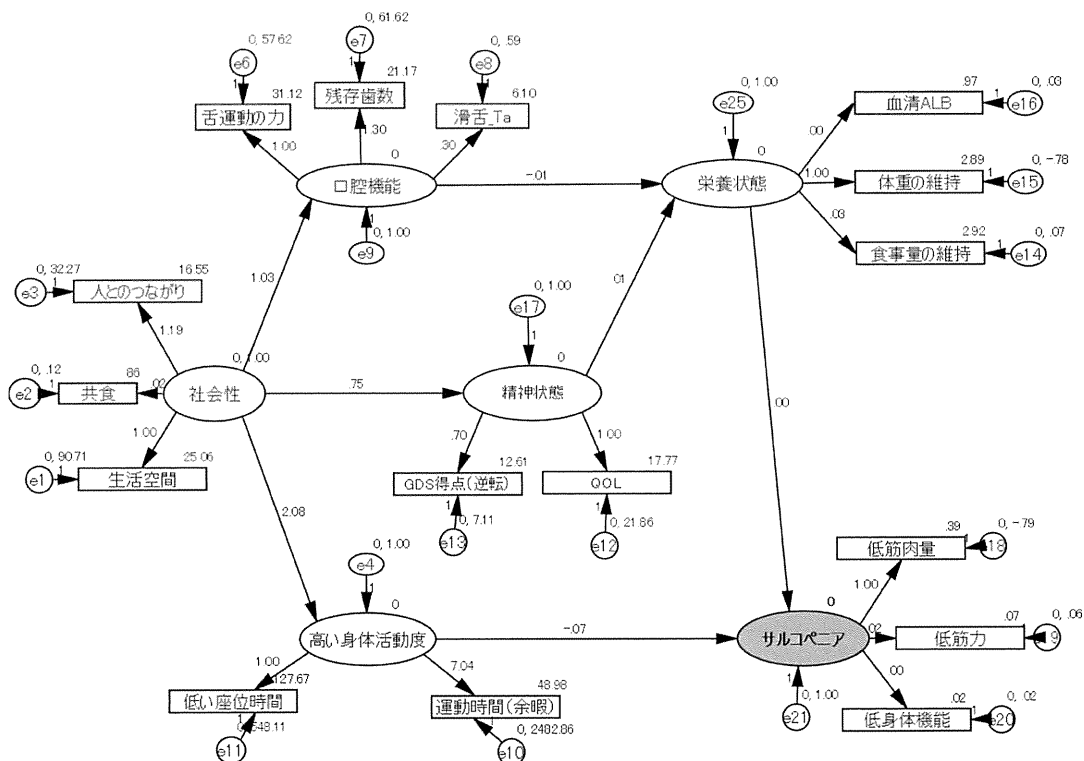 0, 57.62
e6
1
31.12
舌運動の力
1.00
0, 61.62
e7
1
21.17
残存歯数
1.30
0, .59
e8
1
6.10
滑舌_Ta
.30
0
口腔機能
1
0, 1.00
e9
-.01
0, 1.00
e25
1
0
栄養状態
.97
血清ALB
1
0, .03
e16
.00
2.89
体重の維持
1
0, -.78
e15
1.00
2.92
食事量の維持
1
0, .07
e14
.03
1.03
0, 32.27
e3
1
16.55
人とのつながり
1.19
0, .12
e2
1
.86
共食
.02
0, 1.00
社会性
1.00
0, 90.71
e1
1
25.06
生活空間
.75
0, 1.00
e17
1
0
精神状態
.01
.70
12.61
GDS得点(逆転)
1
0, 7.11
e13
1.00
17.77
QOL
1
0, 21.86
e12
.00
2.08
0, 1.00
e4
1
0
高い身体活動度
-.07
1.00
127.67
低い座位時間
1
e11
7.04
48.98
運動時間(余暇)
1
0, 2482.86
e10
0
サルコペニア
1
0, 1.00
e21
.39
低筋肉量
0, -.79
18
1.00
.07
低筋力
1
0, .06
9
.02
.02
低身体機能
1
0, .02
e20
.00